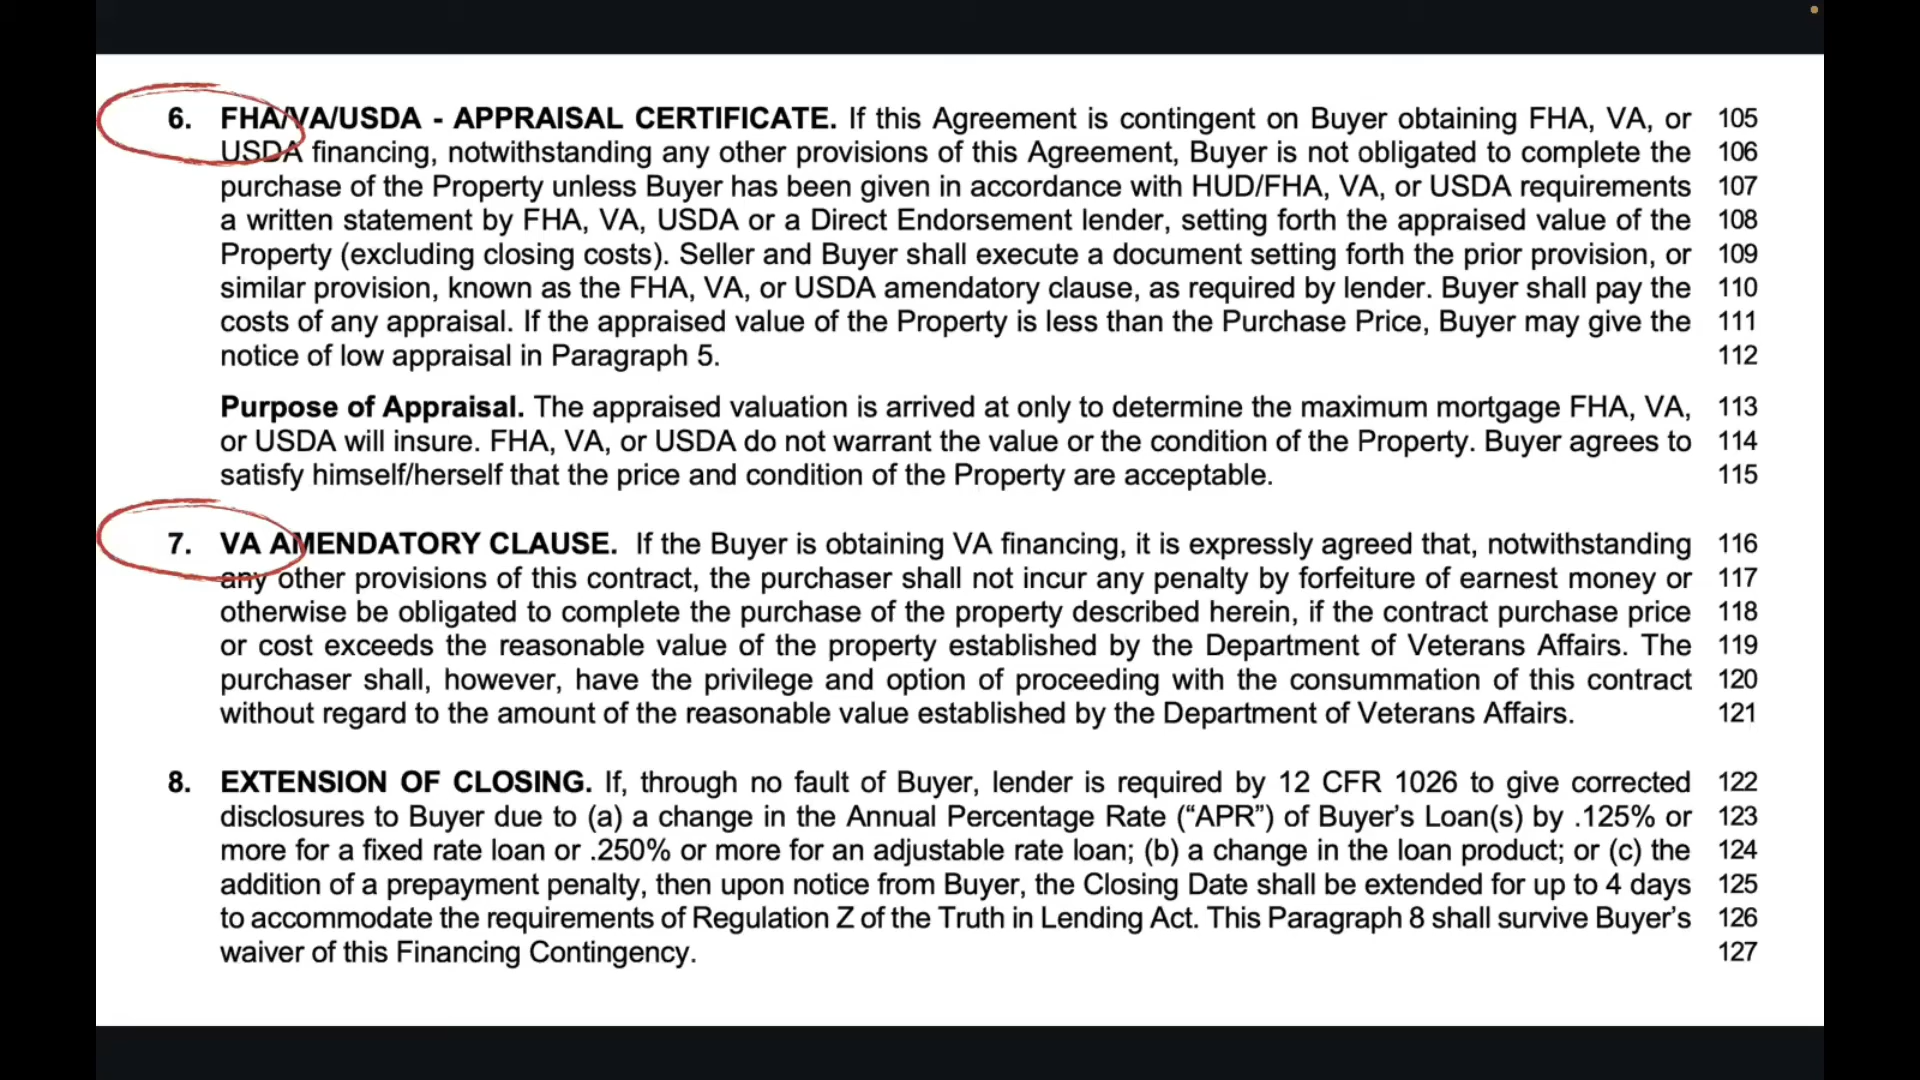 6. FHA/VA/USDA - APPRAISAL CERTIFICATE. If this Agreement is contingent on Buyer obtaining FHA, VA, or 105
USDA financing, notwithstanding any other provisions of this Agreement, Buyer is not obligated to complete the 106
purchase of the Property unless Buyer has been given in accordance with HUD/FHA, VA, or USDA requirements 107
a written statement by FHA, VA, USDA or a Direct Endorsement lender, setting forth the appraised value of the 108
Property (excluding closing costs). Seller and Buyer shall execute a document setting forth the prior provision, or 109
similar provision, known as the FHA, VA, or USDA amendatory clause, as required by lender. Buyer shall pay the 110
costs of any appraisal. If the appraised value of the Property is less than the Purchase Price, Buyer may give the 111
notice of low appraisal in Paragraph 5. 112
Purpose of Appraisal. The appraised valuation is arrived at only to determine the maximum mortgage FHA, VA, 113
or USDA will insure. FHA, VA, or USDA do not warrant the value or the condition of the Property. Buyer agrees to 114
satisfy himself/herself that the price and condition of the Property are acceptable. 115
7. VA AMENDATORY CLAUSE. If the Buyer is obtaining VA financing, it is expressly agreed that, notwithstanding 116
any other provisions of this contract, the purchaser shall not incur any penalty by forfeiture of earnest money or 117
otherwise be obligated to complete the purchase of the property described herein, if the contract purchase price 118
or cost exceeds the reasonable value of the property established by the Department of Veterans Affairs. The 119
purchaser shall, however, have the privilege and option of proceeding with the consummation of this contract 120
without regard to the amount of the reasonable value established by the Department of Veterans Affairs. 121
8. EXTENSION OF CLOSING. If, through no fault of Buyer, lender is required by 12 CFR 1026 to give corrected 122
disclosures to Buyer due to (a) a change in the Annual Percentage Rate (“APR”) of Buyer’s Loan(s) by .125% or 123
more for a fixed rate loan or .250% or more for an adjustable rate loan; (b) a change in the loan product; or (c) the 124
addition of a prepayment penalty, then upon notice from Buyer, the Closing Date shall be extended for up to 4 days 125
to accommodate the requirements of Regulation Z of the Truth in Lending Act. This Paragraph 8 shall survive Buyer’s 126
waiver of this Financing Contingency. 127